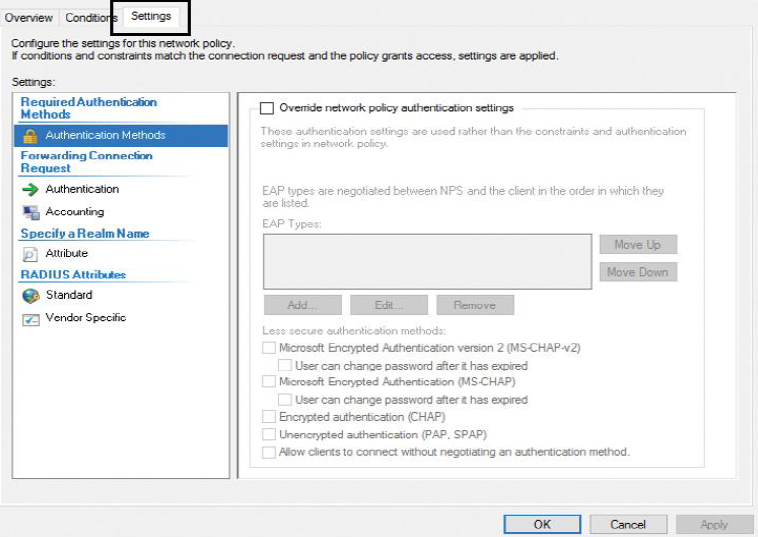 Overview Conditions Settings
Configure the settings for this network policy.
If conditions and constraints match the connection request and the policy grants access, settings are applied.
Settings:
Required Authentication
Methods
Authentication Methods
Forwarding Connection
Request
Authentication
Accounting
Specify a Realm Name
Attribute
RADIUS Attributes
Standard
Vendor Specific
Override network policy authentication settings
These authentication settings are used rather than the constraints and authentication
settings in network policy.
EAP types are negotiated between NPS and the client in the order in which they
are listed.
EAP Types:
Move Up
Move Down
Add... Edit... Remove
Less secure authentication methods:
Microsoft Encrypted Authentication version 2 (MS-CHAP-v2)
User can change password after it has expired
Microsoft Encrypted Authentication (MS-CHAP)
User can change password after it has expired
Encrypted authentication (CHAP)
Unencrypted authentication (PAP, SPAP)
Allow clients to connect without negotiating an authentication method.
OK Cancel Apply